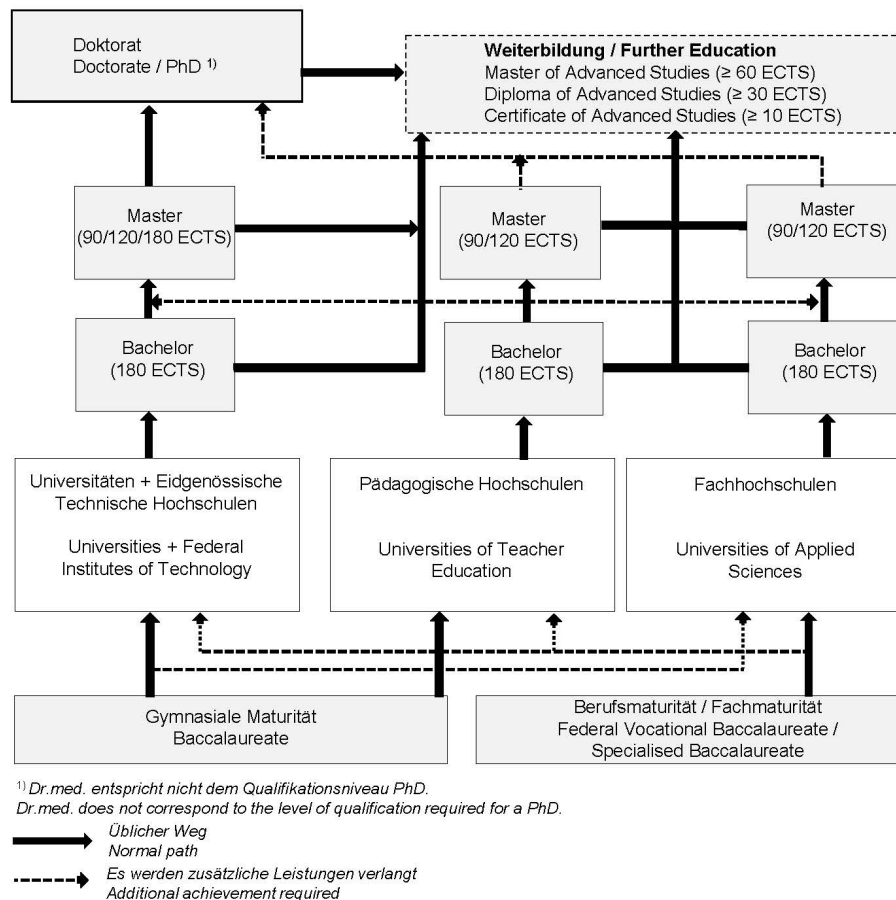 Doktorat
Doctorate / PhD 1)
Weiterbildung / Further Education
Master of Advanced Studies (≥ 60 ECTS)
Diploma of Advanced Studies (≥ 30 ECTS)
Certificate of Advanced Studies (≥ 10 ECTS)
Master
(90/120/180 ECTS)
Master
(90/120 ECTS)
Master
(90/120 ECTS)
Bachelor
(180 ECTS)
Bachelor
(180 ECTS)
Bachelor
(180 ECTS)
Universitäten + Eidgenössische
Technische Hochschulen
Universities + Federal
Institutes of Technology
Pädagogische Hochschulen
Universities of Teacher
Education
Fachhochschulen
Universities of Applied
Sciences
Gymnasiale Maturität
Baccalaureate
Berufsmaturität / Fachmaturität
Federal Vocational Baccalaureate /
Specialised Baccalaureate
1) Dr.med. entspricht nicht dem Qualifikationsniveau PhD.
Dr.med. does not correspond to the level of qualification required for a PhD.
Üblicher Weg
Normal path
Es werden zusätzliche Leistungen verlangt
Additional achievement required